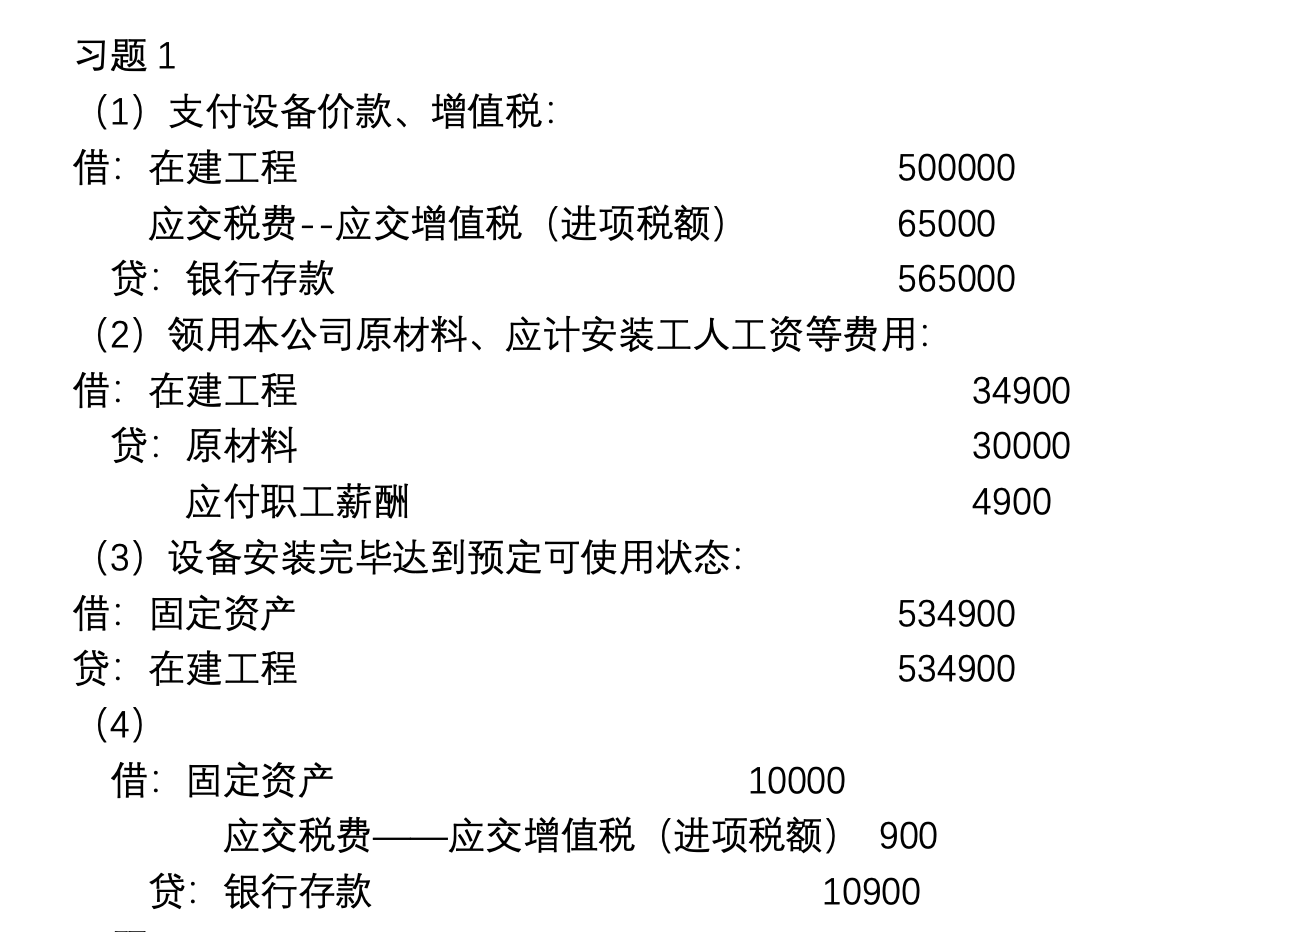 习题 1
（1）支付设备价款、增值税：
借：在建工程 500000
应交税费--应交增值税（进项税额） 65000
贷：银行存款 565000
（2）领用本公司原材料、应计安装工人工资等费用：
借：在建工程 34900
贷：原材料 30000
应付职工薪酬 4900
（3）设备安装完毕达到预定可使用状态：
借：固定资产 534900
贷：在建工程 534900
（4）
借：固定资产 10000
应交税费——应交增值税（进项税额） 900
贷：银行存款 10900